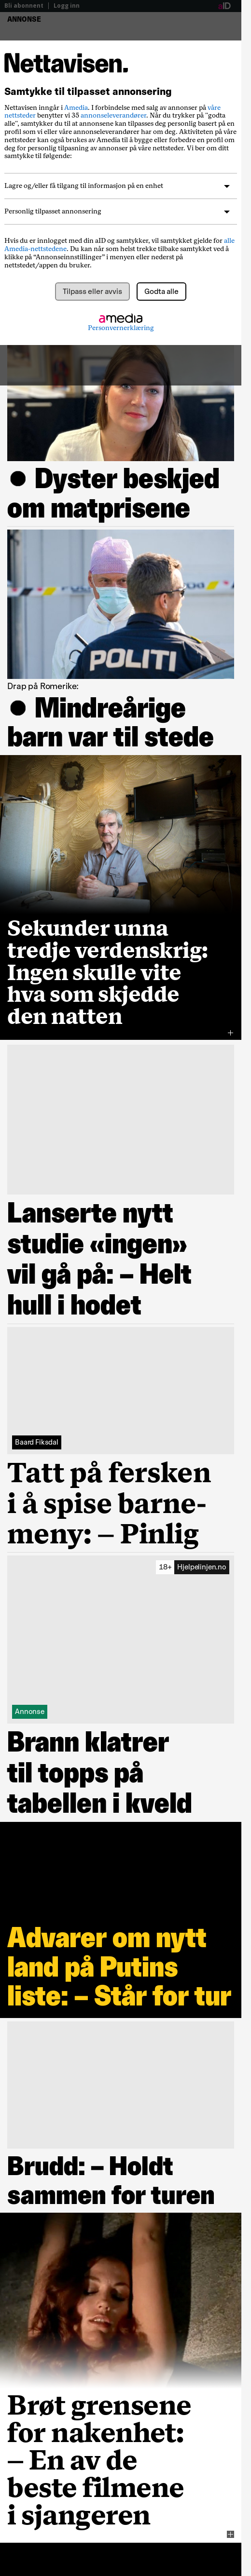 Bli abonnent | Logg inn
aID
ANNONSE
Nettavisen.
Samtykke til tilpasset annonsering
Nettavisen inngår i Amedia. I forbindelse med salg av annonser på våre
nettsteder benytter vi 35 annonseleverandører. Når du trykker på "godta
alle", samtykker du til at annonsene kan tilpasses deg personlig basert på en
profil som vi eller våre annonseleverandører har om deg. Aktivitetene på våre
nettsteder kan også brukes av Amedia til å bygge eller forbedre en profil om
deg for personlig tilpasning av annonser på våre nettsteder. Vi ber om ditt
samtykke til følgende:
Lagre og/eller få tilgang til informasjon på en enhet
Personlig tilpasset annonsering
Hvis du er innlogget med din aID og samtykker, vil samtykket gjelde for alle
Amedia-nettstedene. Du kan når som helst trekke tilbake samtykket ved å
klikke på “Annonseinnstillinger” i menyen eller nederst på
nettstedet/appen du bruker.
Tilpass eller avvis
Godta alle
amedia
Personvernerklæring
● Dyster beskjed
om matprisene
POLITI
Drap på Romerike:
● Mindreårige
barn var til stede
Sekunder unna
tredje verdenskrig:
Ingen skulle vite
hva som skjedde
den natten
Lanserte nytt
studie «ingen»
vil gå på: – Helt
hull i hodet
Baard Fiksdal
Tatt på fersken
i å spise barne-
meny: – Pinlig
18+ Hjelpelinjen.no
Annonse
Brann klatrer
til topps på
tabellen i kveld
Advarer om nytt
land på Putins
liste: – Står for tur
Brudd: – Holdt
sammen for turen
Brøt grensene
for nakenhet:
– En av de
beste filmene
i sjangeren